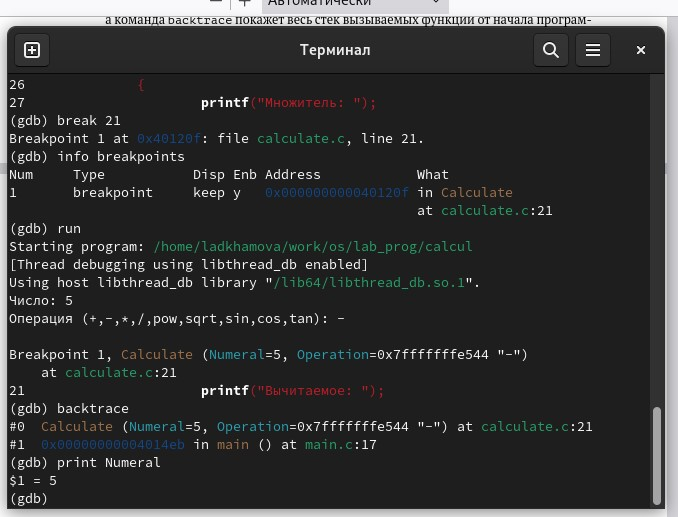 Автоматически
а команда backtrace покажет весь стек вызываемых функций от начала програм-
Терминал
26 {
27 printf("Множитель: ");
(gdb) break 21
Breakpoint 1 at 0x40120f: file calculate.c, line 21.
(gdb) info breakpoints
Num Type Disp Enb Address What
1 breakpoint keep y 0x000000000040120f in Calculate
at calculate.c:21
(gdb) run
Starting program: /home/ladkhamova/work/os/lab_prog/calcul
[Thread debugging using libthread_db enabled]
Using host libthread_db library "/lib64/libthread_db.so.1".
Число: 5
Операция (+,-,*,/,pow,sqrt,sin,cos,tan): -
Breakpoint 1, Calculate (Numeral=5, Operation=0x7fffffffe544 "-")
at calculate.c:21
21 printf("Вычитаемое: ");
(gdb) backtrace
#0 Calculate (Numeral=5, Operation=0x7fffffffe544 "-") at calculate.c:21
#1 0x00000000004014eb in main () at main.c:17
(gdb) print Numeral
$1 = 5
(gdb)